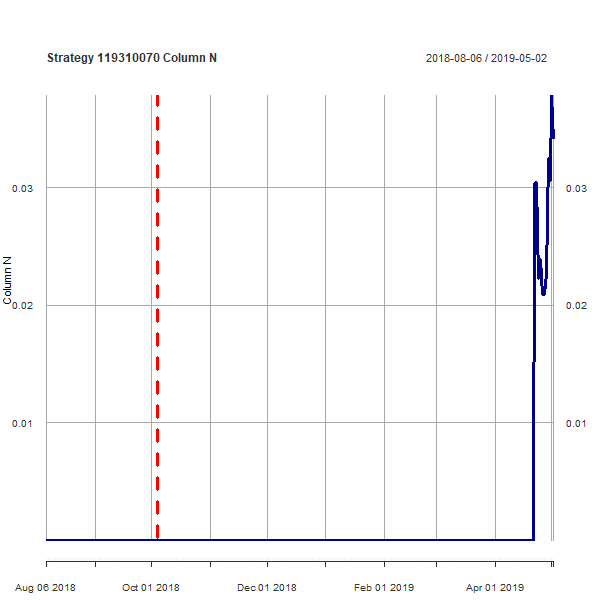 Strategy 119310070 Column N
2018-08-06 / 2019-05-02
0.03
0.03
Column N
0.02
0.02
0.01
0.01
Aug 06 2018
Oct 01 2018
Dec 01 2018
Feb 01 2019
Apr 01 2019